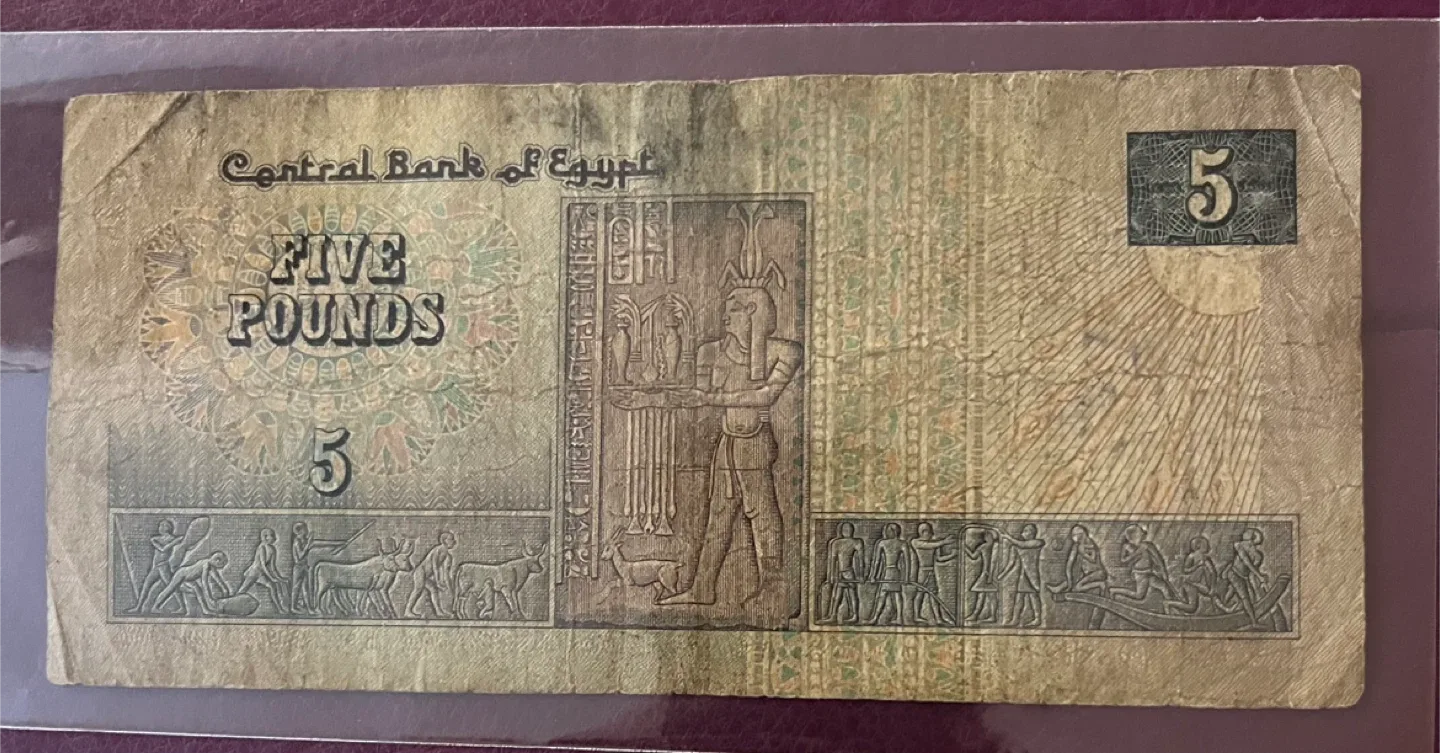 Central Bank of Egypt
5
FIVE
POUNDS
5